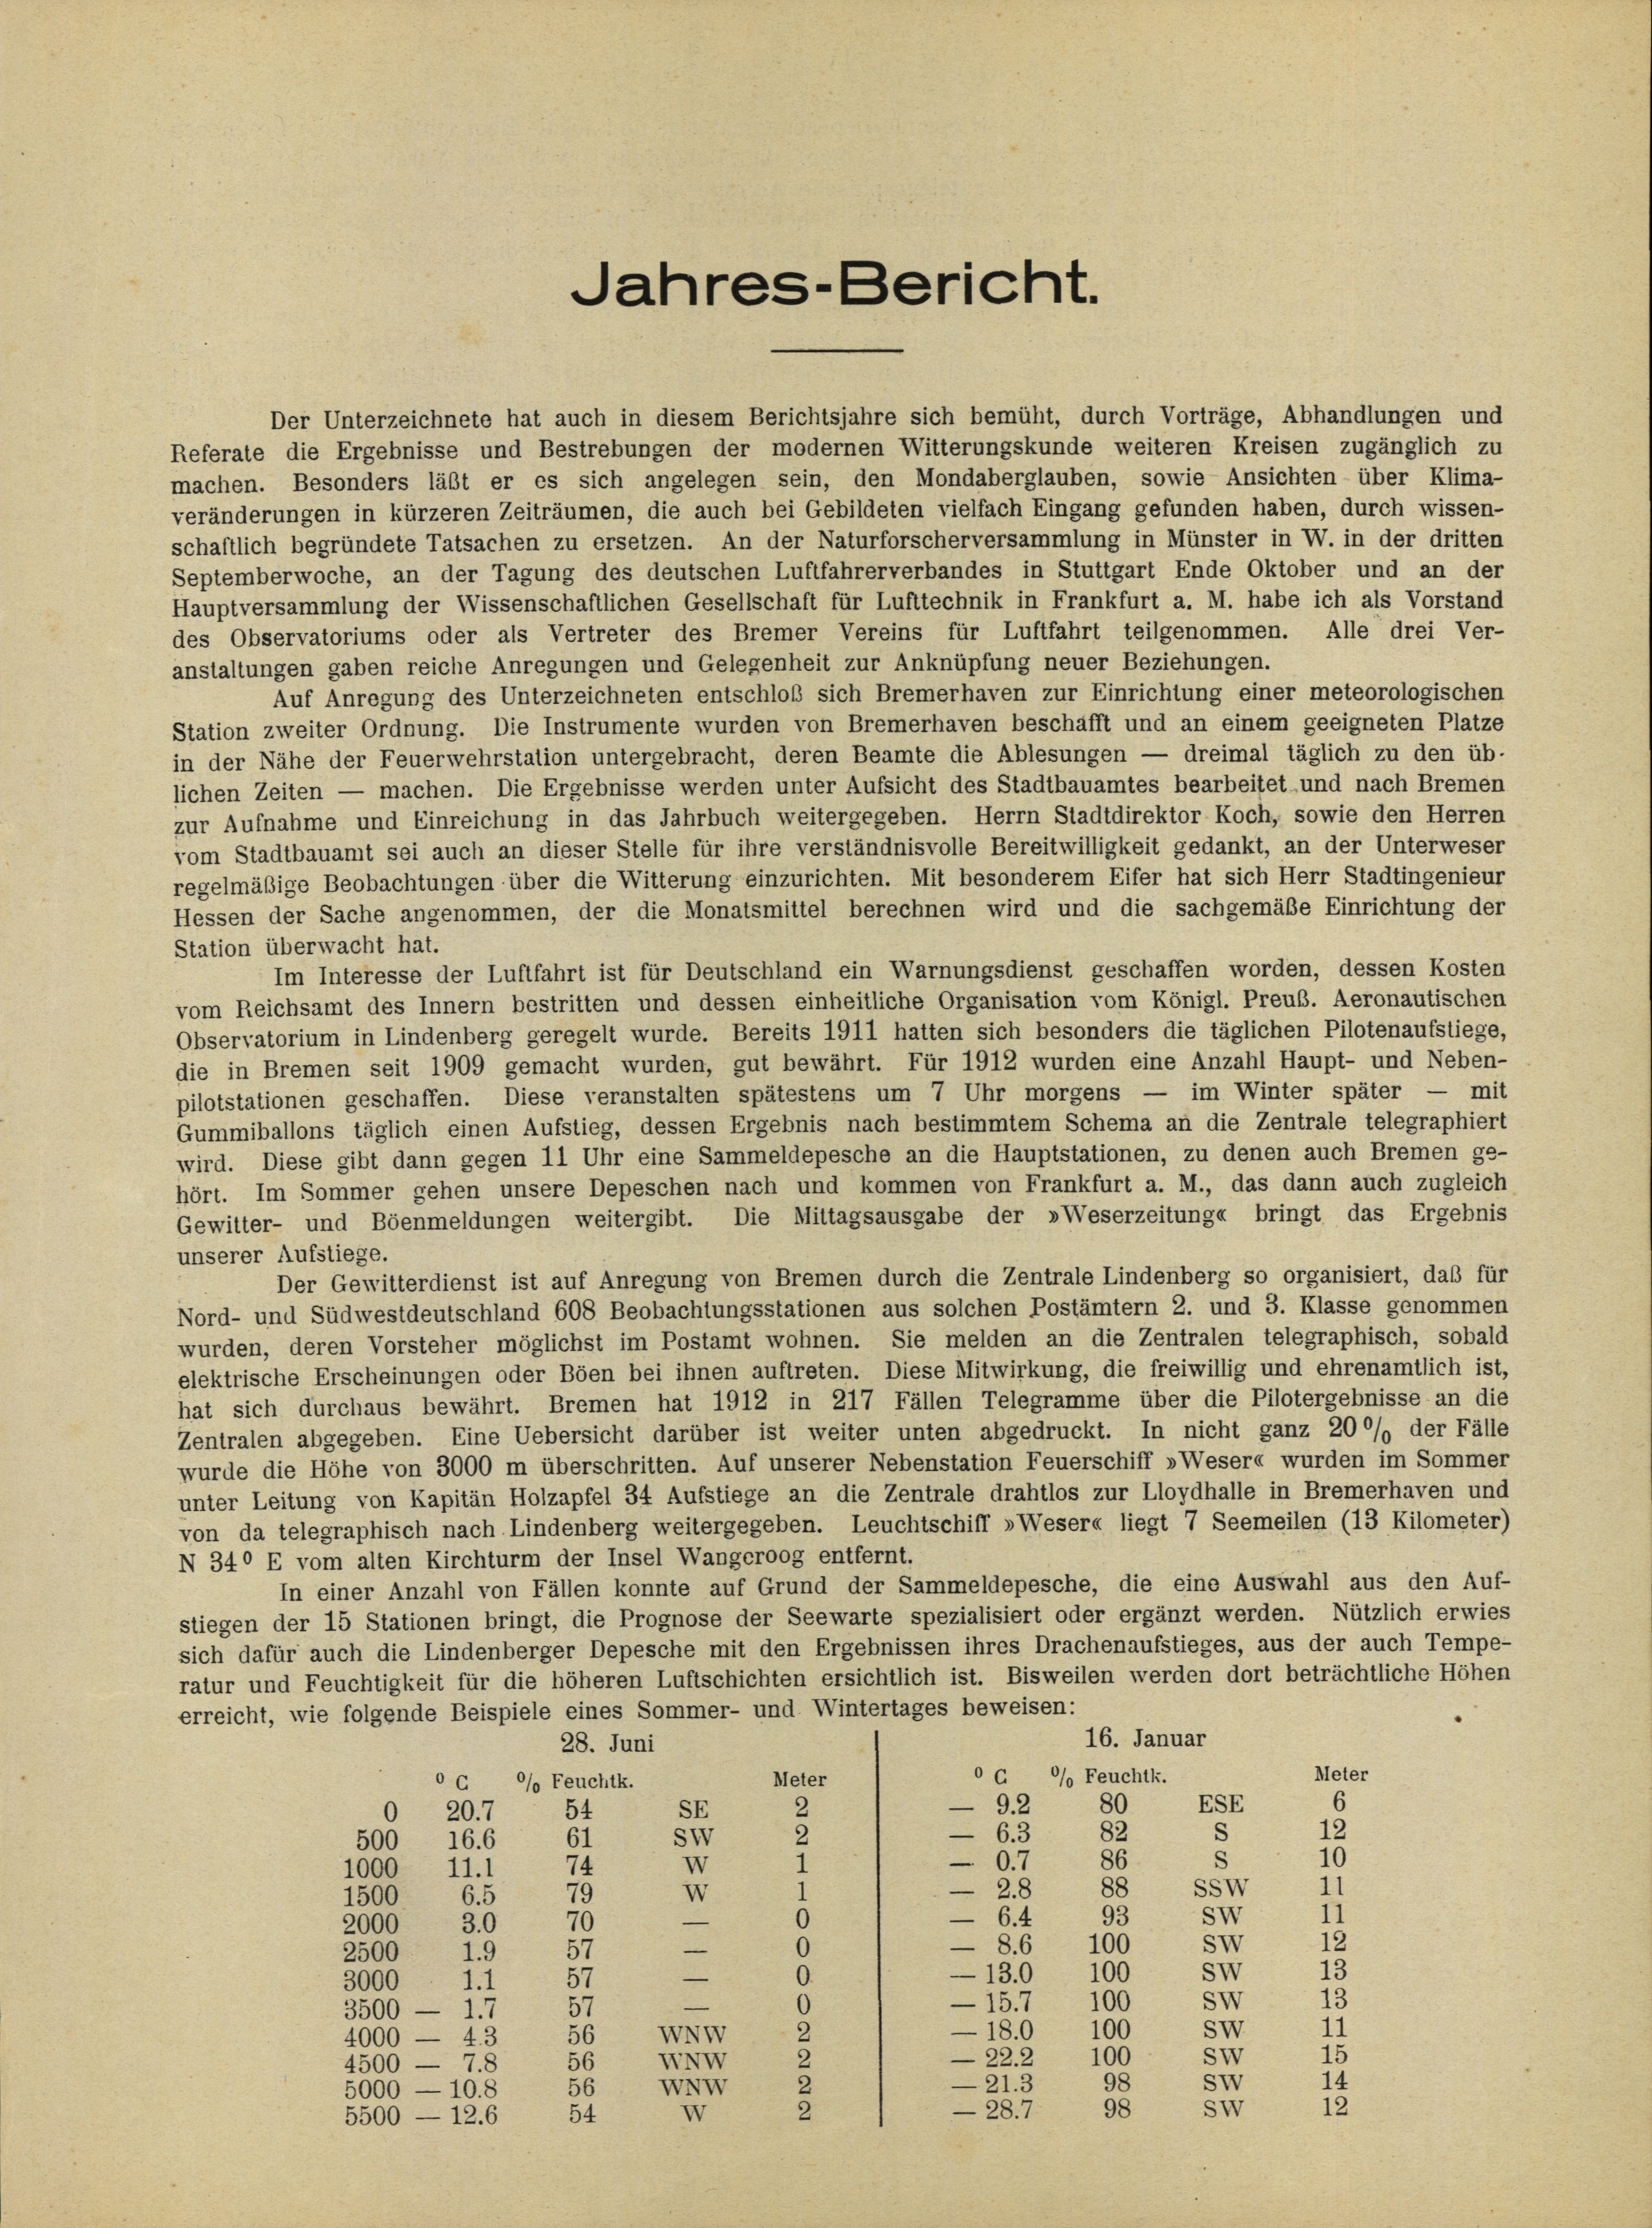 Jahres-Bericht.
Der Unterzeichnete hat auch in diesem Berichtsjahre sich bemüht, durch Vorträge, Abhandlungen und
Referate die Ergebnisse und Bestrebungen der modernen Witterungskunde weiteren Kreisen zugänglich zu
machen. Besonders läßt er es sich angelegen sein, den Mondaberglauben, sowie Ansichten über Klima-
veränderungen in kürzeren Zeiträumen, die auch bei Gebildeten vielfach Eingang gefunden haben, durch wissen-
schaftlich begründete Tatsachen zu ersetzen. An der Naturforscherversammlung in Münster in W. in der dritten
Septemberwoche, an der Tagung des deutschen Luftfahrerverbandes in Stuttgart Ende Oktober und an der
Hauptversammlung der Wissenschaftlichen Gesellschaft für Lufttechnik in Frankfurt a. M. habe ich als Vorstand
des Observatoriums oder als Vertreter des Bremer Vereins für Luftfahrt teilgenommen. Alle drei Ver-
anstaltungen gaben reiche Anregungen und Gelegenheit zur Anknüpfung neuer Beziehungen.
Auf Anregung des Unterzeichneten entschloß sich Bremerhaven zur Einrichtung einer meteorologischen
Station zweiter Ordnung. Die Instrumente wurden von Bremerhaven beschafft und an einem geeigneten Platze
in der Nähe der Feuerwehrstation untergebracht, deren Beamte die Ablesungen — dreimal täglich zu den üb-
lichen Zeiten — machen. Die Ergebnisse werden unter Aufsicht des Stadtbauamtes bearbeitet und nach Bremen
zur Aufnahme und Einreichung in das Jahrbuch weitergegeben. Herrn Stadtdirektor Koch, sowie den Herren
vom Stadtbauamt sei auch an dieser Stelle für ihre verständnisvolle Bereitwilligkeit gedankt, an der Unterweser
regelmäßige Beobachtungen über die Witterung einzurichten. Mit besonderem Eifer hat sich Herr Stadtingenieur
Hessen der Sache angenommen, der die Monatsmittel berechnen wird und die sachgemäße Einrichtung der
Station überwacht hat.
Im Interesse der Luftfahrt ist für Deutschland ein Warnungsdienst geschaffen worden, dessen Kosten
vom Reichsamt des Innern bestritten und dessen einheitliche Organisation vom Königl. Preuß. Aeronautischen
Observatorium in Lindenberg geregelt wurde. Bereits 1911 hatten sich besonders die täglichen Pilotenaufstiege,
die in Bremen seit 1909 gemacht wurden, gut bewährt. Für 1912 wurden eine Anzahl Haupt- und Neben-
pilotstationen geschaffen. Diese veranstalten spätestens um 7 Uhr morgens — im Winter später — mit
Gummiballons täglich einen Aufstieg, dessen Ergebnis nach bestimmtem Schema an die Zentrale telegraphiert
wird. Diese gibt dann gegen 11 Uhr eine Sammeldepesche an die Hauptstationen, zu denen auch Bremen ge-
hört. Im Sommer gehen unsere Depeschen nach und kommen von Frankfurt a. M., das dann auch zugleich
Gewitter- und Böenmeldungen weitergibt. Die Mittagsausgabe der »Weserzeitung« bringt das Ergebnis
unserer Aufstiege.
Der Gewitterdienst ist auf Anregung von Bremen durch die Zentrale Lindenberg so organisiert, daß für
Nord- und Südwestdeutschland 608 Beobachtungsstationen aus solchen Postämtern 2. und 3. Klasse genommen
wurden, deren Vorsteher möglichst im Postamt wohnen. Sie melden an die Zentralen telegraphisch, sobald
elektrische Erscheinungen oder Böen bei ihnen auftreten. Diese Mitwirkung, die freiwillig und ehrenamtlich ist,
hat sich durchaus bewährt. Bremen hat 1912 in 217 Fällen Telegramme über die Pilotergebnisse an die
Zentralen abgegeben. Eine Uebersicht darüber ist weiter unten abgedruckt. In nicht ganz 20 % der Fälle
wurde die Höhe von 3000 m überschritten. Auf unserer Nebenstation Feuerschiff »Weser« wurden im Sommer
unter Leitung von Kapitän Holzapfel 34 Aufstiege an die Zentrale drahtlos zur Lloydhalle in Bremerhaven und
von da telegraphisch nach Lindenberg weitergegeben. Leuchtschiff »Weser« liegt 7 Seemeilen (13 Kilometer)
N 34⁰ E vom alten Kirchturm der Insel Wangeroog entfernt.
In einer Anzahl von Fällen konnte auf Grund der Sammeldepesche, die eine Auswahl aus den Auf-
stiegen der 15 Stationen bringt, die Prognose der Seewarte spezialisiert oder ergänzt werden. Nützlich erwies
sich dafür auch die Lindenberger Depesche mit den Ergebnissen ihres Drachenaufstieges, aus der auch Tempe-
ratur und Feuchtigkeit für die höheren Luftschichten ersichtlich ist. Bisweilen werden dort beträchtliche Höhen
erreicht, wie folgende Beispiele eines Sommer- und Wintertages beweisen:
28. Juni 16. Januar
⁰ C % Feuchtk. Meter ⁰ C % Feuchtk. Meter
0 20.7 54 SE 2 — 9.2 80 ESE 6
500 16.6 61 SW 2 — 6.3 82 S 12
1000 11.1 74 W 1 — 0.7 86 S 10
1500 6.5 79 W 1 — 2.8 88 SSW 11
2000 3.0 70 — 0 — 6.4 93 SW 11
2500 1.9 57 — 0 — 8.6 100 SW 12
3000 1.1 57 — 0 — 13.0 100 SW 13
3500 — 1.7 57 — 0 — 15.7 100 SW 13
4000 — 4.3 56 WNW 2 — 18.0 100 SW 11
4500 — 7.8 56 WNW 2 — 22.2 100 SW 15
5000 — 10.8 56 WNW 2 — 21.3 98 SW 14
5500 — 12.6 54 W 2 — 28.7 98 SW 12